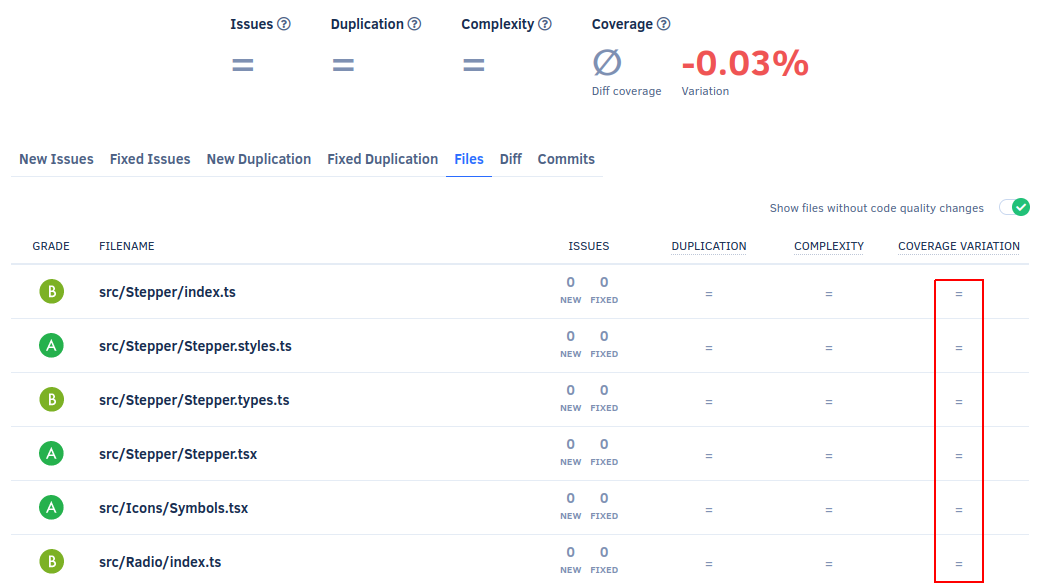 Issues ? Duplication ? Complexity ? Coverage ?
= = = Ø -0.03%
Diff coverage Variation
New Issues Fixed Issues New Duplication Fixed Duplication Files Diff Commits
Show files without code quality changes
GRADE FILENAME ISSUES DUPLICATION COMPLEXITY COVERAGE VARIATION
B src/Stepper/index.ts 0 NEW 0 FIXED = = =
A src/Stepper/Stepper.styles.ts 0 NEW 0 FIXED = = =
B src/Stepper/Stepper.types.ts 0 NEW 0 FIXED = = =
A src/Stepper/Stepper.tsx 0 NEW 0 FIXED = = =
A src/Icons/Symbols.tsx 0 NEW 0 FIXED = = =
B src/Radio/index.ts 0 NEW 0 FIXED = = =